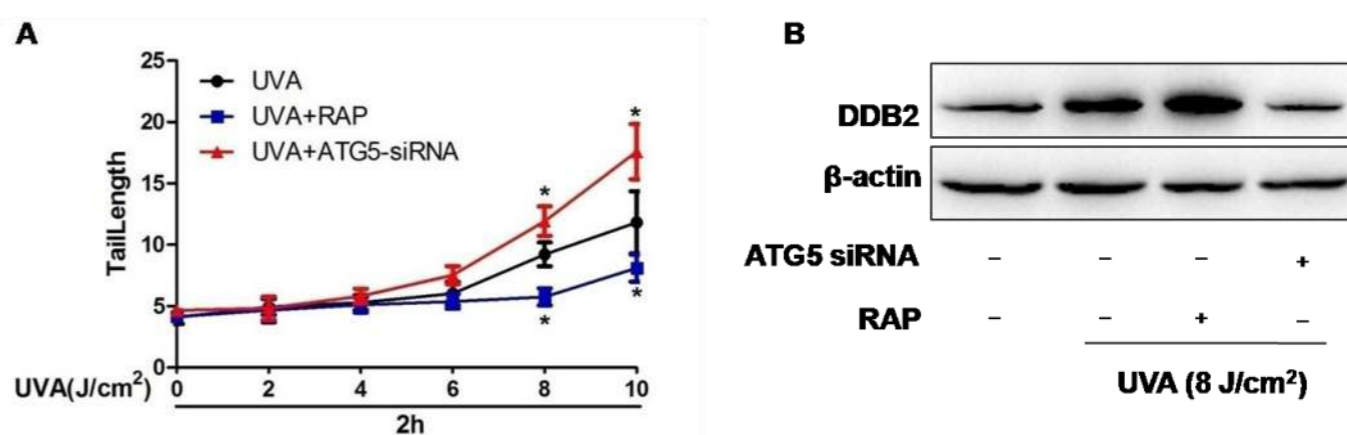 A
25
20
15
10
5
0
TailLength
UVA
UVA+RAP
UVA+ATG5-siRNA
*
*
*
*
UVA(J/cm²) 0 2 4 6 8 10
2h
B
DDB2
β-actin
ATG5 siRNA - - - +
RAP - - + -
UVA (8 J/cm²)